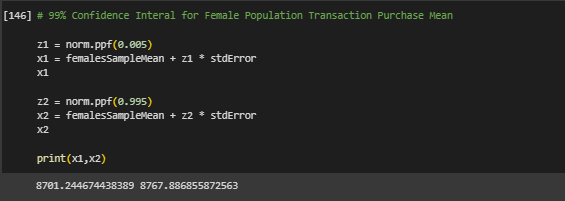 [146] # 99% Confidence Interal for Female Population Transaction Purchase Mean
z1 = norm.ppf(0.005)
x1 = femalesSampleMean + z1 * stdError
x1
z2 = norm.ppf(0.995)
x2 = femalesSampleMean + z2 * stdError
x2
print(x1,x2)
8701.244674438389 8767.886855872563